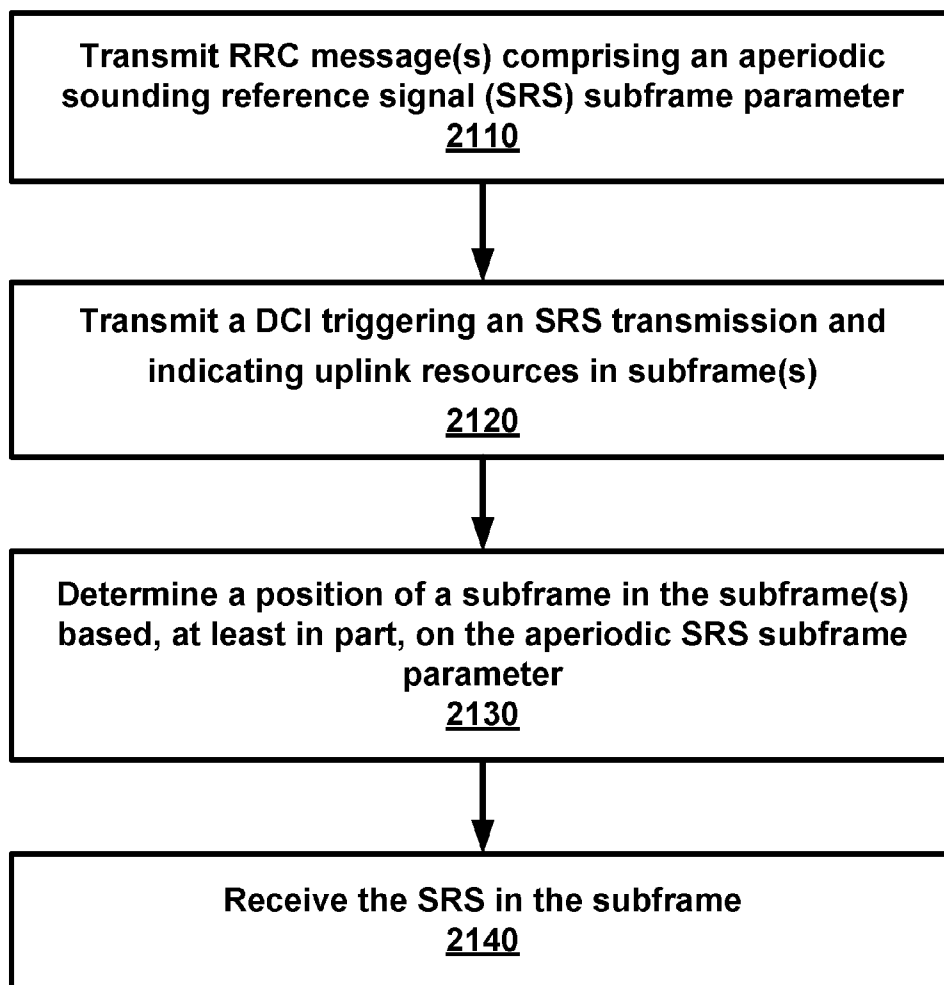 Transmit RRC message(s) comprising an aperiodic
sounding reference signal (SRS) subframe parameter
2110
Transmit a DCI triggering an SRS transmission and
indicating uplink resources in subframe(s)
2120
Determine a position of a subframe in the subframe(s)
based, at least in part, on the aperiodic SRS subframe
parameter
2130
Receive the SRS in the subframe
2140